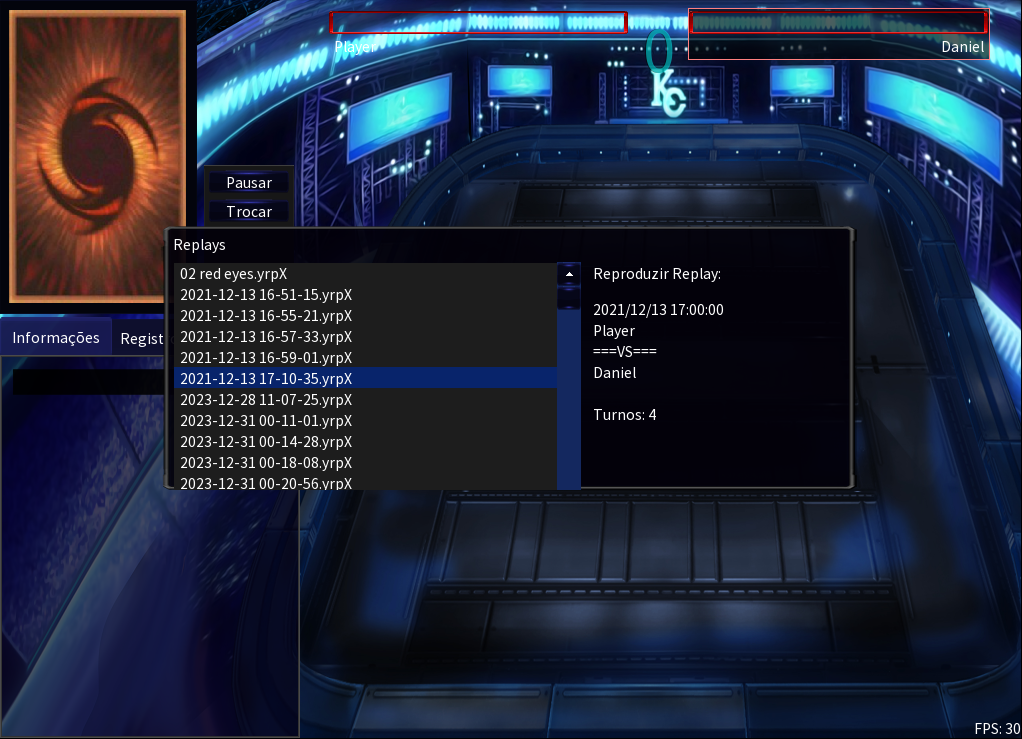 Player
Daniel
0
KC
Pausar
Trocar
Replays
02 red eyes.yrpX
2021-12-13 16-51-15.yrpX
2021-12-13 16-55-21.yrpX
2021-12-13 16-57-33.yrpX
2021-12-13 16-59-01.yrpX
2021-12-13 17-10-35.yrpX
2023-12-28 11-07-25.yrpX
2023-12-31 00-11-01.yrpX
2023-12-31 00-14-28.yrpX
2023-12-31 00-18-08.yrpX
2023-12-31 00-20-56.yrpX
Reproduzir Replay:
2021/12/13 17:00:00
Player
===VS===
Daniel
Turnos: 4
Informações
Regist
FPS: 30